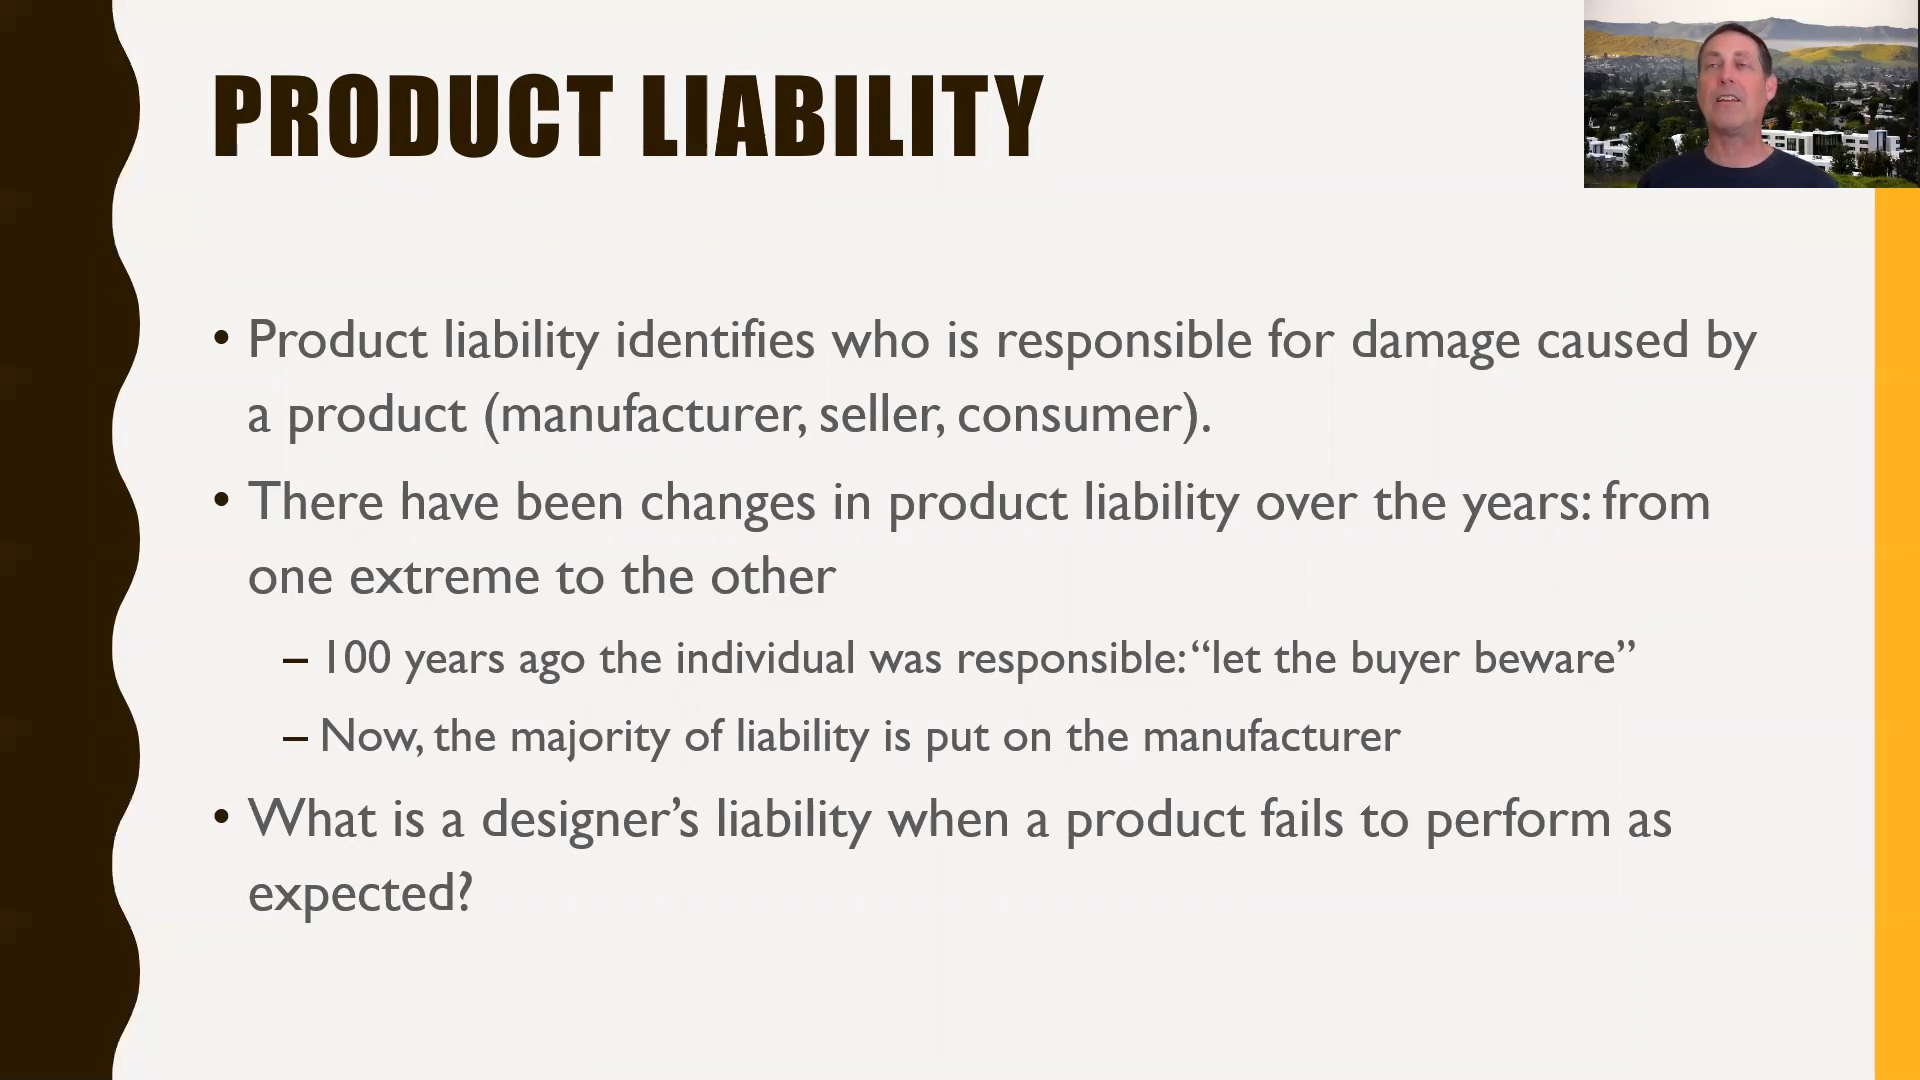 PRODUCT LIABILITY
• Product liability identifies who is responsible for damage caused by
a product (manufacturer, seller, consumer).
• There have been changes in product liability over the years: from
one extreme to the other
– 100 years ago the individual was responsible: “let the buyer beware”
– Now, the majority of liability is put on the manufacturer
• What is a designer’s liability when a product fails to perform as
expected?